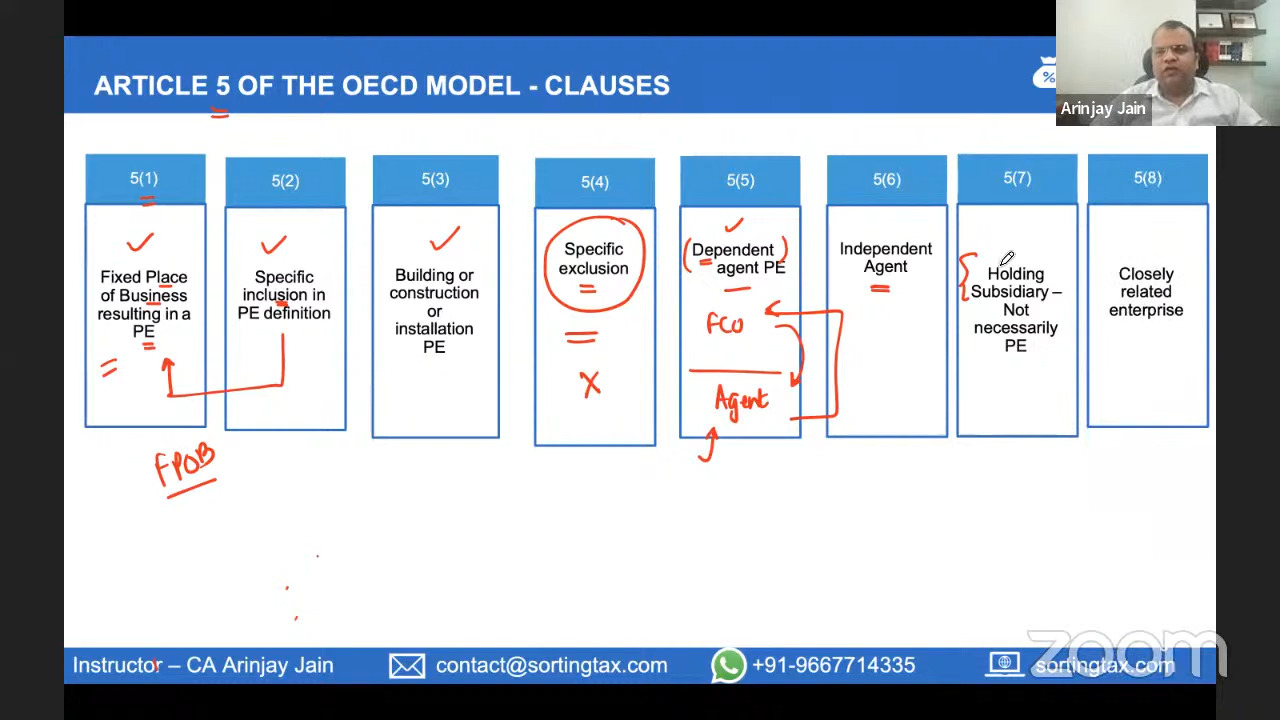 ARTICLE 5 OF THE OECD MODEL - CLAUSES
%
Arinjay Jain
5(1)
Fixed Place
of Business
resulting in a
PE
FPOB
5(2)
Specific
inclusion in
PE definition
5(3)
Building or
construction
or
installation
PE
5(4)
Specific
exclusion
X
5(5)
(Dependent)
agent PE
FCO
Agent
5(6)
Independent
Agent
5(7)
Holding
Subsidiary –
Not
necessarily
PE
5(8)
Closely
related
enterprise
zoom
Instructor – CA Arinjay Jain
contact@sortingtax.com
+91-9667714335
sortingtax.com